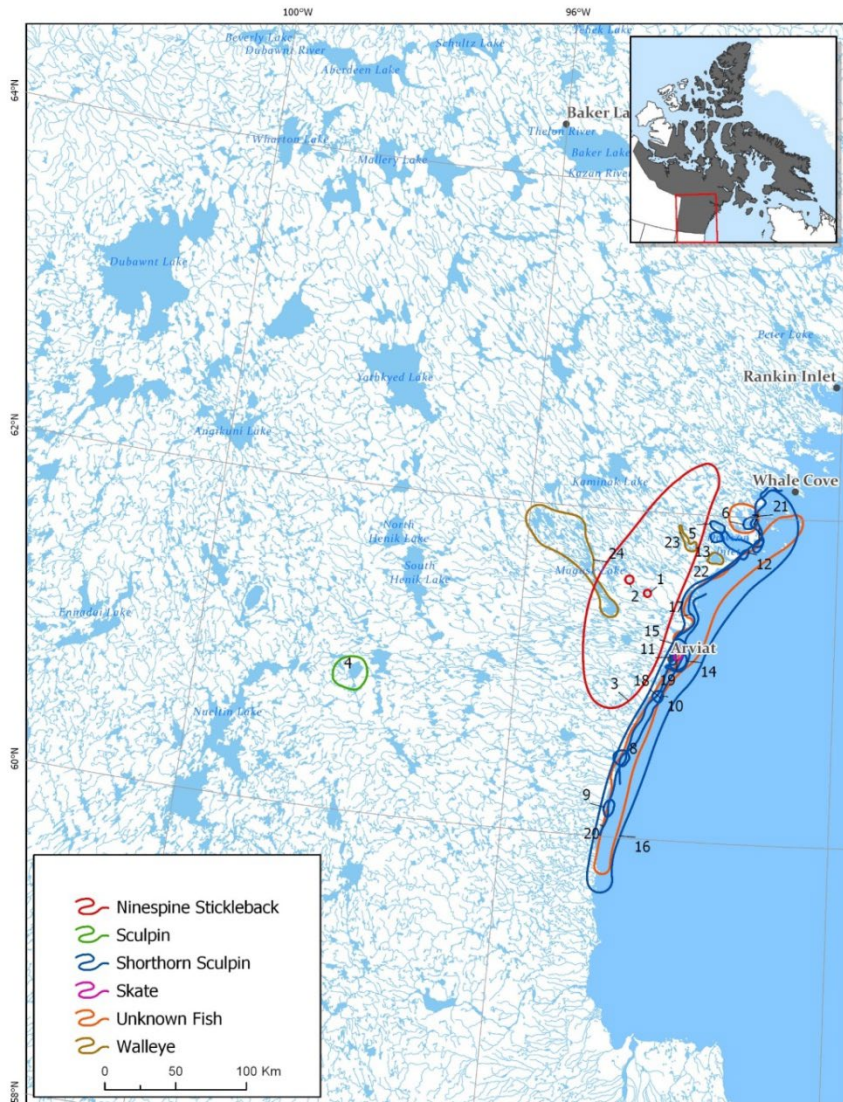 100°W
96°W
Beverly Lake
Dubawnt River
Aberdeen Lake
Schultz Lake
Tehek Lake
64°N
Baker La
Thelon River
Wharton Lake
Mallery Lake
Baker Lake
Kazan River
Dubawnt Lake
Peter Lake
Yathkyed Lake
Rankin Inlet
62°N
Angikuni Lake
Kaminak Lake
Whale Cove
6
21
North
Henik Lake
5
23
13
12
24
Maguse Lake
22
South
Henik Lake
1
2
17
Ennadai Lake
15
Arviat
11
4
14
18
19
3
10
Nueltin Lake
8
60°N
9
20
16
Ninespine Stickleback
Sculpin
Shorthorn Sculpin
Skate
Unknown Fish
Walleye
0 50 100 Km
58°N